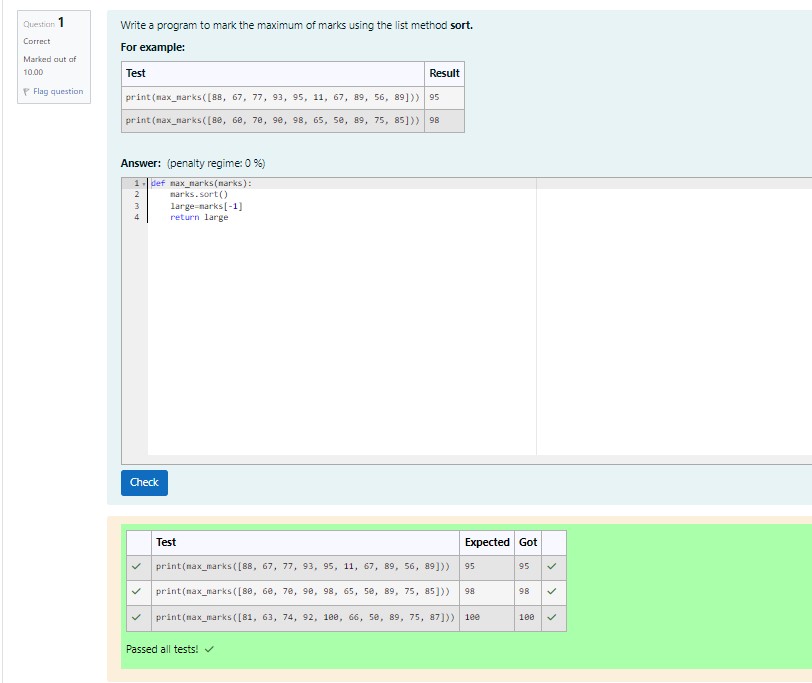 Question 1
Correct
Marked out of
10.00
Flag question
Write a program to mark the maximum of marks using the list method sort.
For example:
Test Result
print(max_marks([88, 67, 77, 93, 95, 11, 67, 89, 56, 89])) 95
print(max_marks([80, 60, 70, 90, 98, 65, 50, 89, 75, 85])) 98
Answer: (penalty regime: 0 %)
1 def max_marks(marks):
2 marks.sort()
3 large=marks[-1]
4 return large
Check
Test Expected Got
print(max_marks([88, 67, 77, 93, 95, 11, 67, 89, 56, 89])) 95 95
print(max_marks([80, 60, 70, 90, 98, 65, 50, 89, 75, 85])) 98 98
print(max_marks([81, 63, 74, 92, 100, 66, 50, 89, 75, 87])) 100 100
Passed all tests!